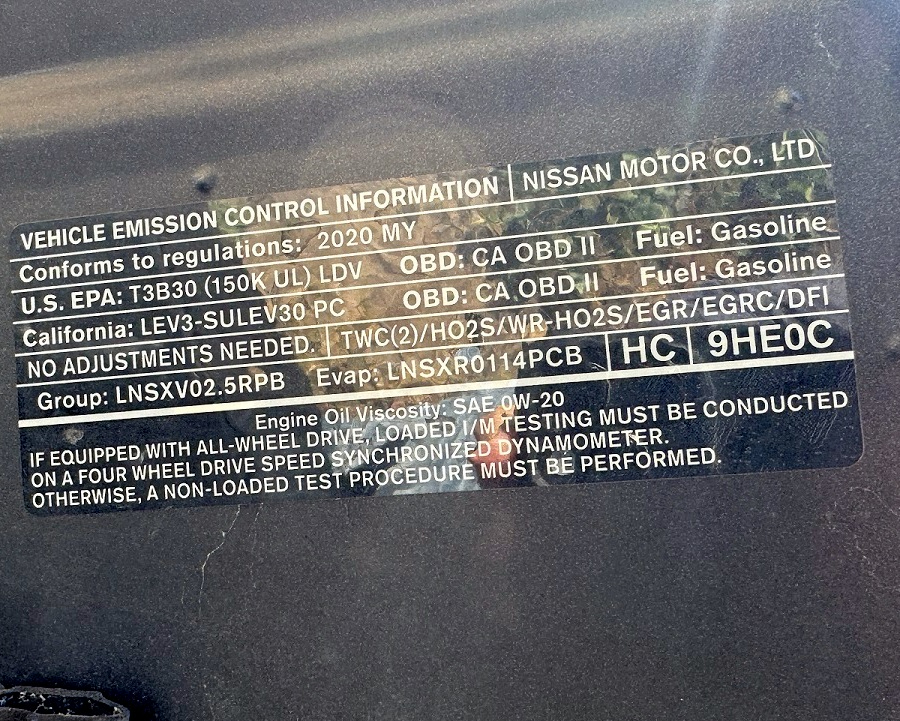 VEHICLE EMISSION CONTROL INFORMATION NISSAN MOTOR CO., LTD
Conforms to regulations: 2020 MY
U.S. EPA: T3B30 (150K UL) LDV OBD: CA OBD II Fuel: Gasoline
California: LEV3-SULEV30 PC OBD: CA OBD II Fuel: Gasoline
NO ADJUSTMENTS NEEDED. TWC(2)/HO2S/WR-HO2S/EGR/EGRC/DFI
Group: LNSXV02.5RPB Evap: LNSXR0114PCB HC 9HE0C
Engine Oil Viscosity: SAE 0W-20
IF EQUIPPED WITH ALL-WHEEL DRIVE, LOADED I/M TESTING MUST BE CONDUCTED
ON A FOUR WHEEL DRIVE SPEED SYNCHRONIZED DYNAMOMETER.
OTHERWISE, A NON-LOADED TEST PROCEDURE MUST BE PERFORMED.